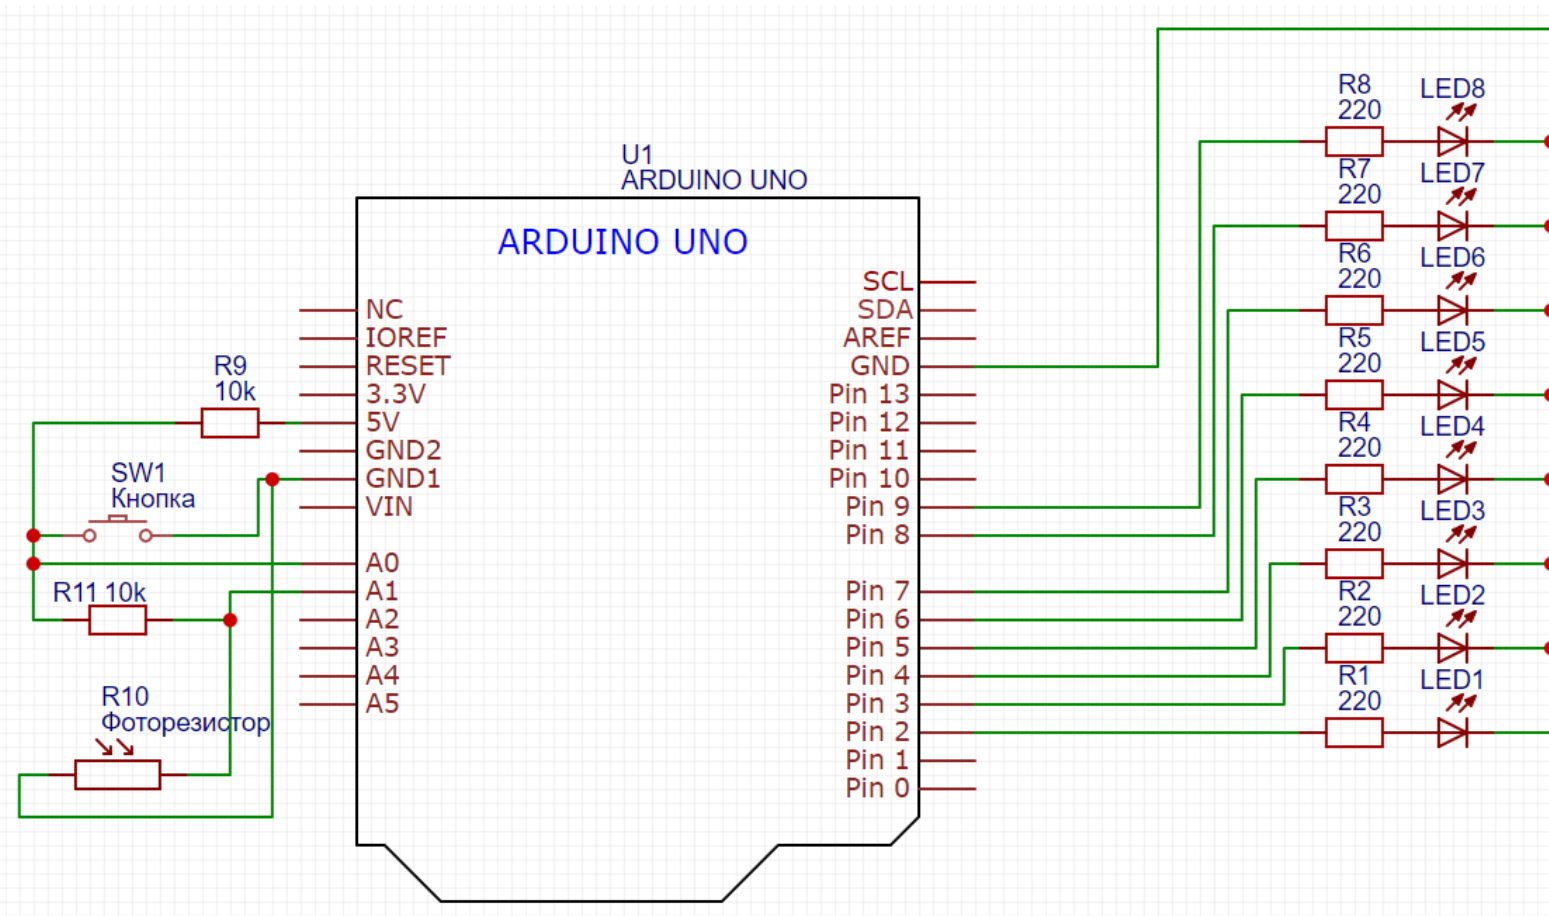 U1
ARDUINO UNO
ARDUINO UNO
NC
IOREF
RESET
3.3V
5V
GND2
GND1
VIN
A0
A1
A2
A3
A4
A5
SCL
SDA
AREF
GND
Pin 13
Pin 12
Pin 11
Pin 10
Pin 9
Pin 8
Pin 7
Pin 6
Pin 5
Pin 4
Pin 3
Pin 2
Pin 1
Pin 0
R9
10k
SW1
Кнопка
R11 10k
R10
Фоторезистор
R8
220
LED8
R7
220
LED7
R6
220
LED6
R5
220
LED5
R4
220
LED4
R3
220
LED3
R2
220
LED2
R1
220
LED1